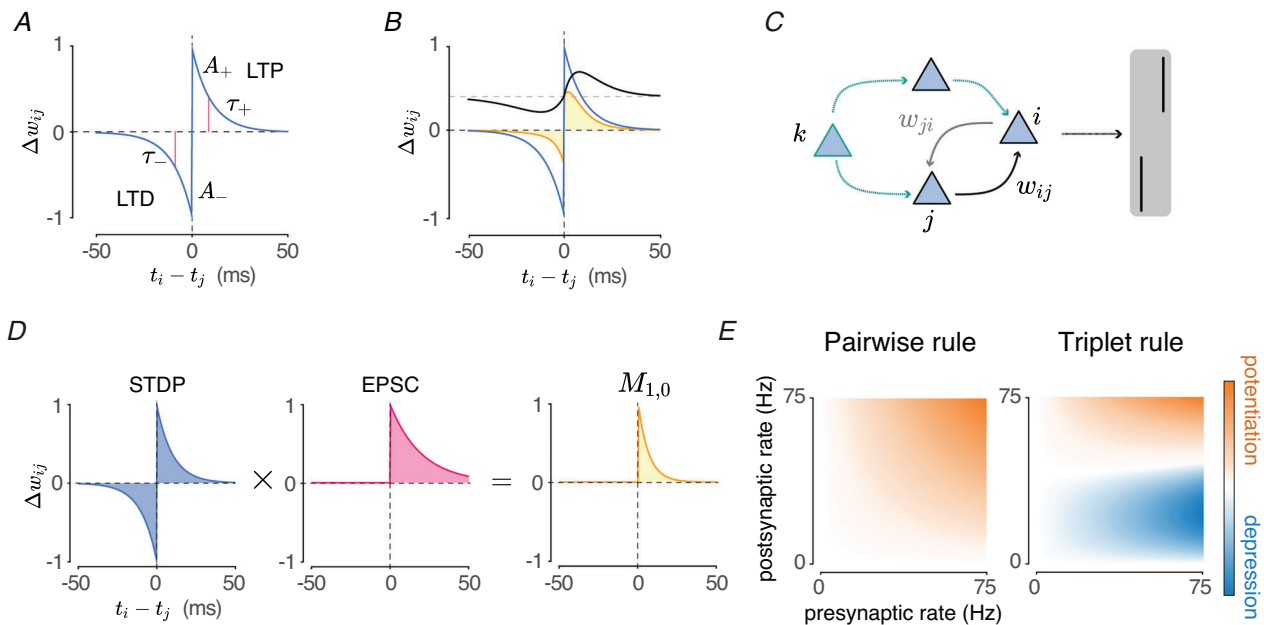 A
Δw_ij
1
0
-1
A_+
LTP
τ_+
τ_-
LTD
A_-
-50
0
50
t_i − t_j (ms)
B
Δw_ij
1
0
-1
-50
0
50
t_i − t_j (ms)
C
k
w_ji
i
w_ij
j
D
STDP
Δw_ij
1
0
-1
-50
0
50
t_i − t_j (ms)
×
EPSC
1
0
-1
-50
0
50
=
M_1,0
1
0
-1
-50
0
50
E
Pairwise rule
postsynaptic rate (Hz)
75
0
0
75
presynaptic rate (Hz)
Triplet rule
75
0
0
75
potentiation
depression